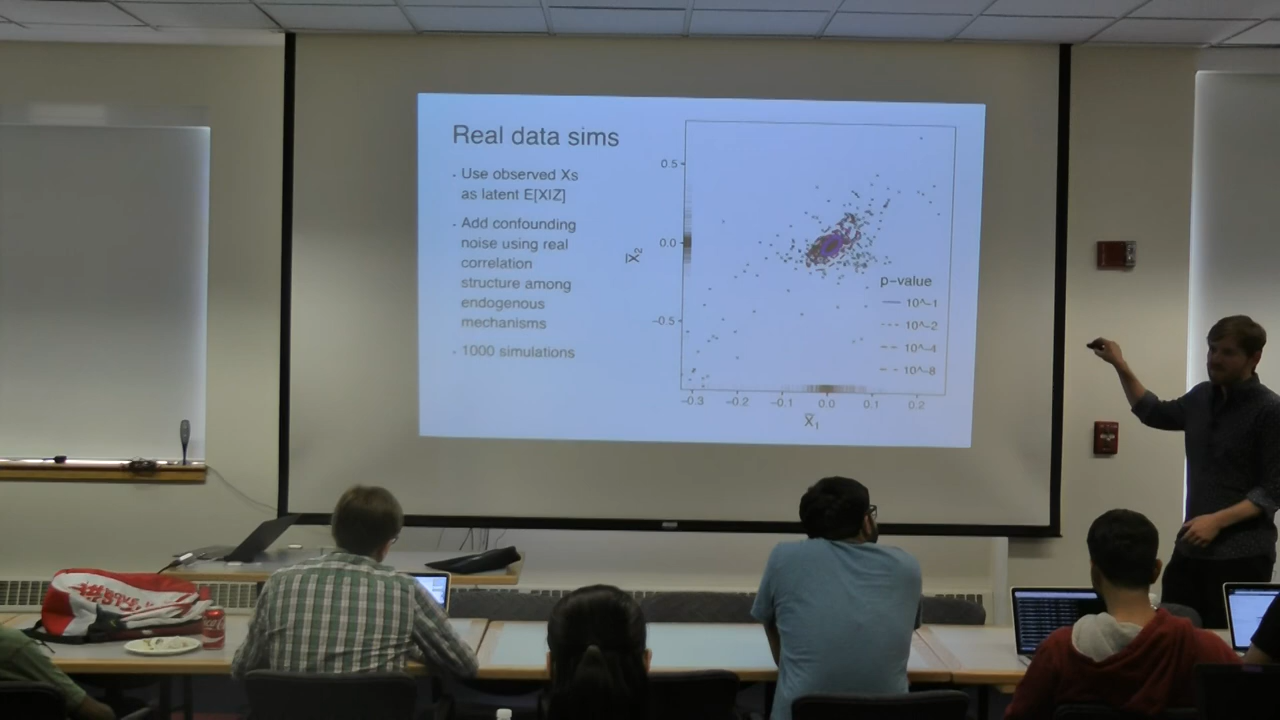 Real data sims
Use observed Xs
as latent E[X|Z]
Add confounding
noise using real
correlation
structure among
endogenous
mechanisms
1000 simulations
0.5
0.0
−0.5
X̅2
p−value
10^−1
10^−2
10^−4
10^−8
−0.3 −0.2 −0.1 0.0 0.1 0.2
X̅1